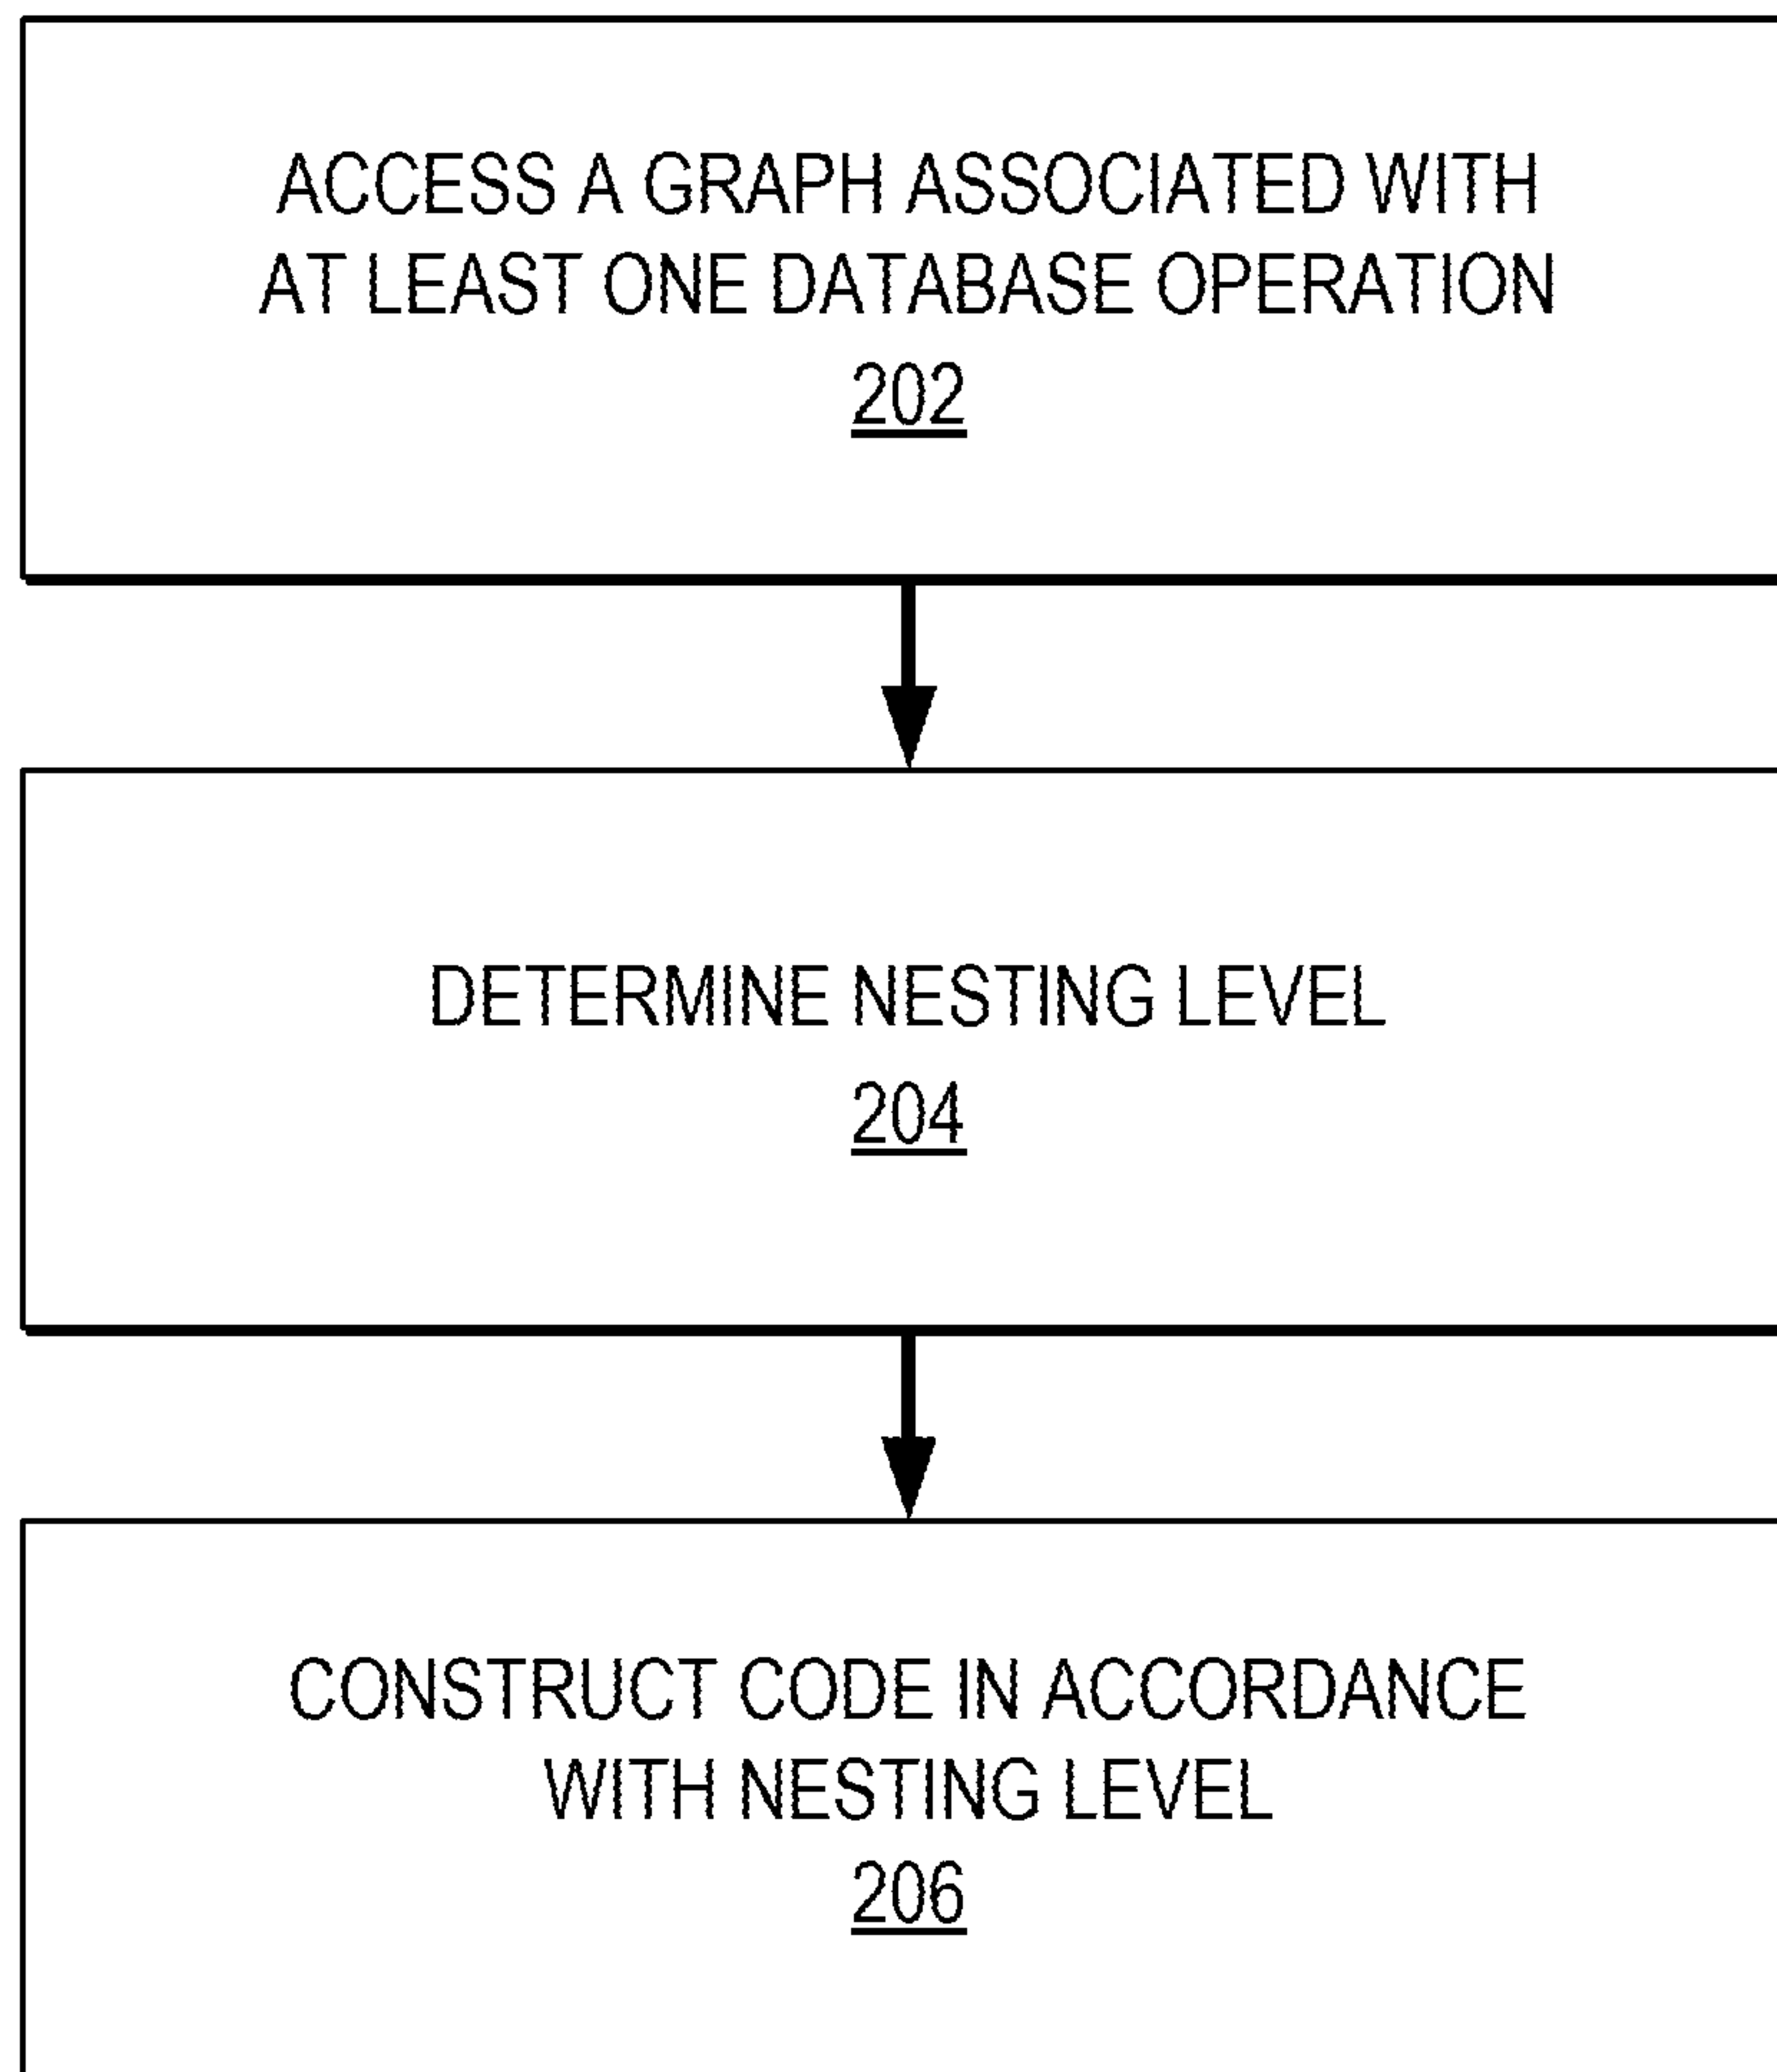 ACCESS A GRAPH ASSOCIATED WITH
AT LEAST ONE DATABASE OPERATION
202
DETERMINE NESTING LEVEL
204
CONSTRUCT CODE IN ACCORDANCE
WITH NESTING LEVEL
206